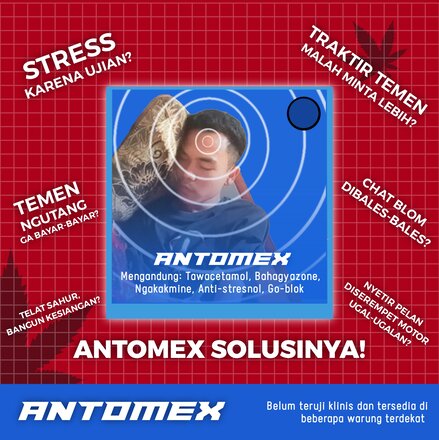 STRESS
KARENA UJIAN?
TRAKTIR TEMEN
MALAH MINTA LEBIH?
TEMEN
NGUTANG
GA BAYAR-BAYAR?
CHAT BLOM
DIBALES-BALES?
TELAT SAHUR,
BANGUN KESIANGAN?
NYETIR PELAN
DISEREMPET MOTOR
UGAL-UGALAN?
ANTOMEX
Mengandung: Tawacetamol, Bahagyazone,
Ngakakmine, Anti-stresnol, Go-blok
ANTOMEX SOLUSINYA!
ANTOMEX
Belum teruji klinis dan tersedia di
beberapa warung terdekat